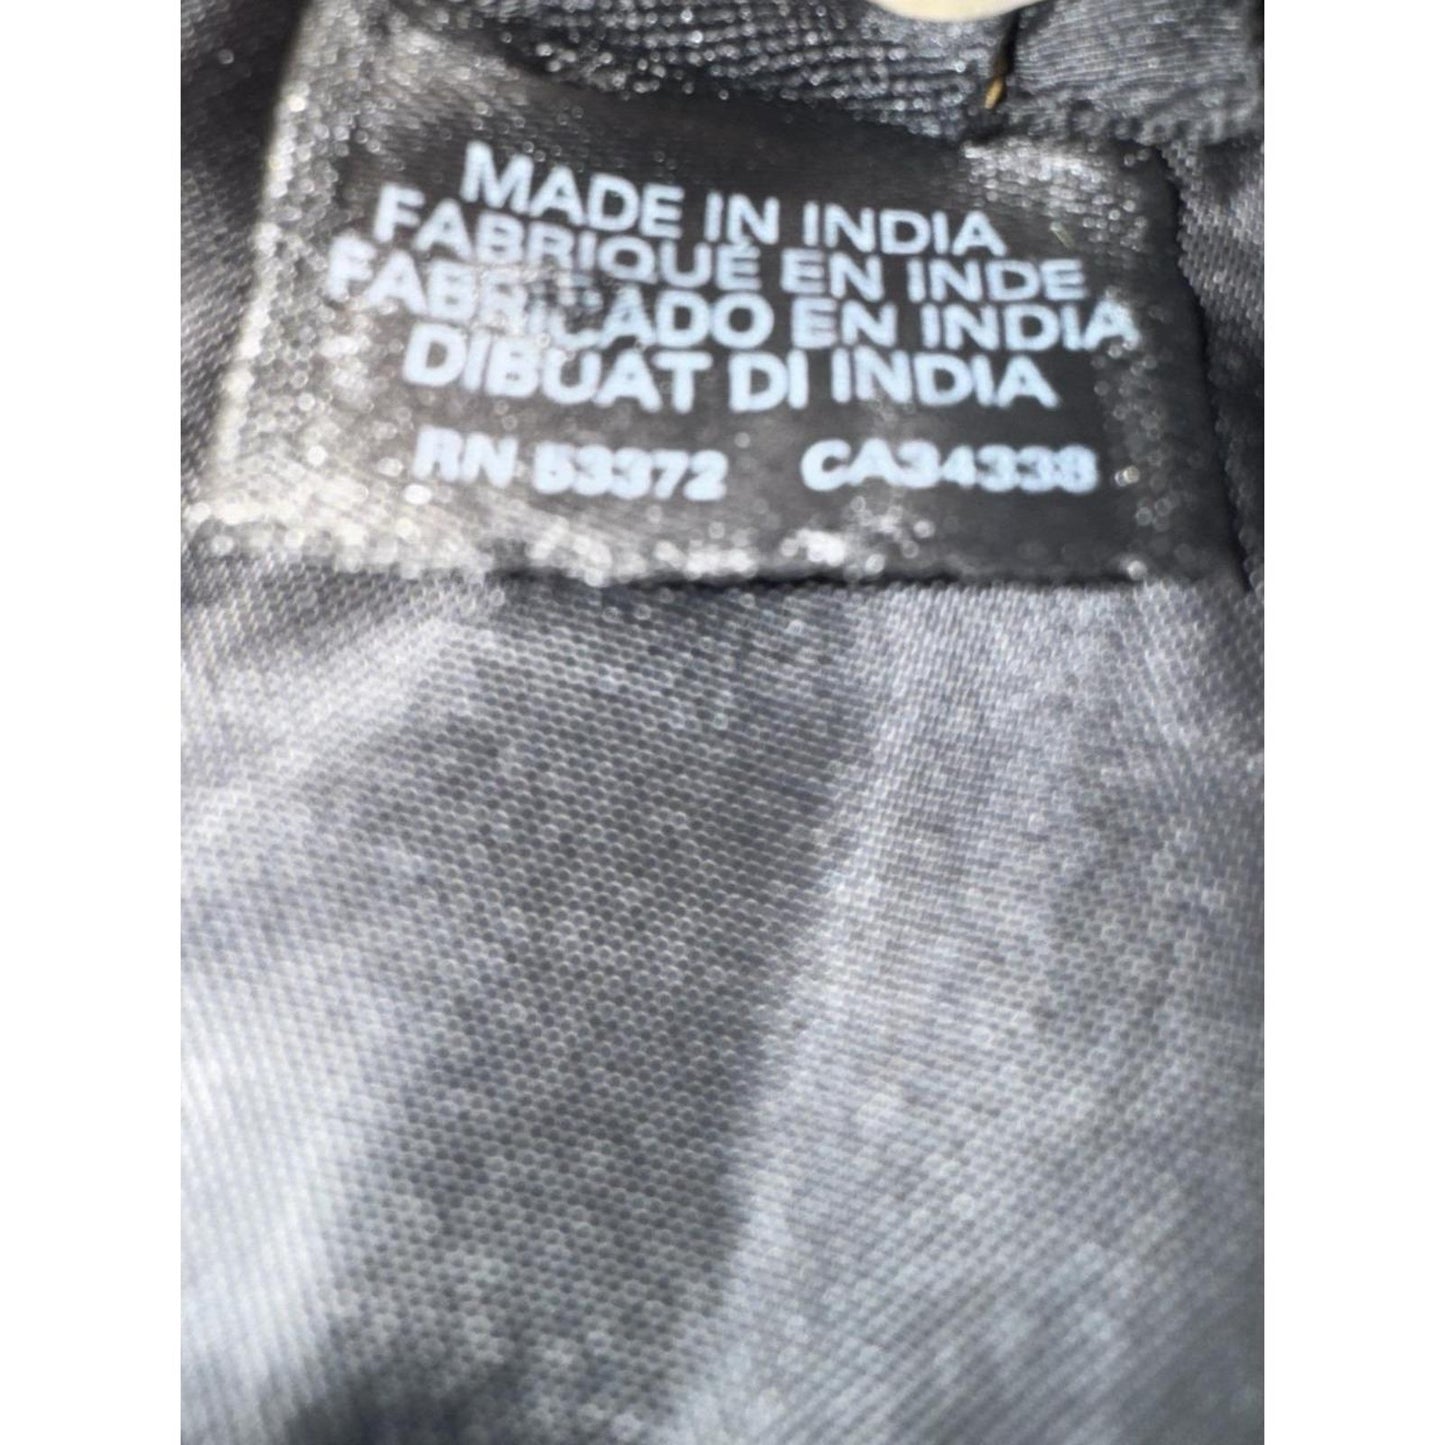 MADE IN INDIA
FABRIQUÉ EN INDE
FABRICADO EN INDIA
DIBUAT DI INDIA
RN 53372 CA34338